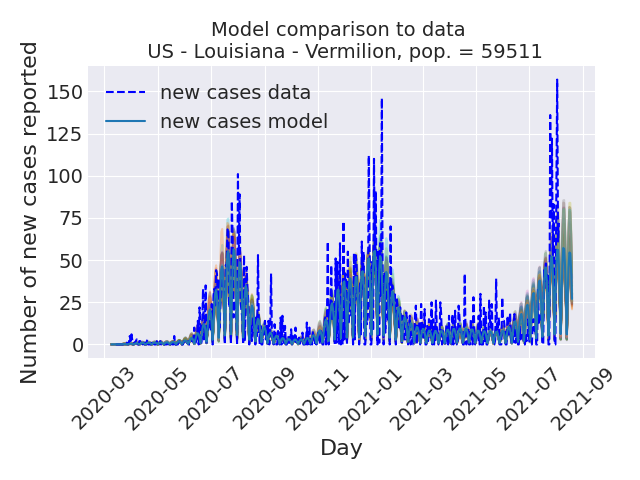 Model comparison to data
US - Louisiana - Vermilion, pop. = 59511
Number of new cases reported
150
125
100
75
50
25
0
new cases data
new cases model
2020-03
2020-05
2020-07
2020-09
2020-11
2021-01
2021-03
2021-05
2021-07
2021-09
Day